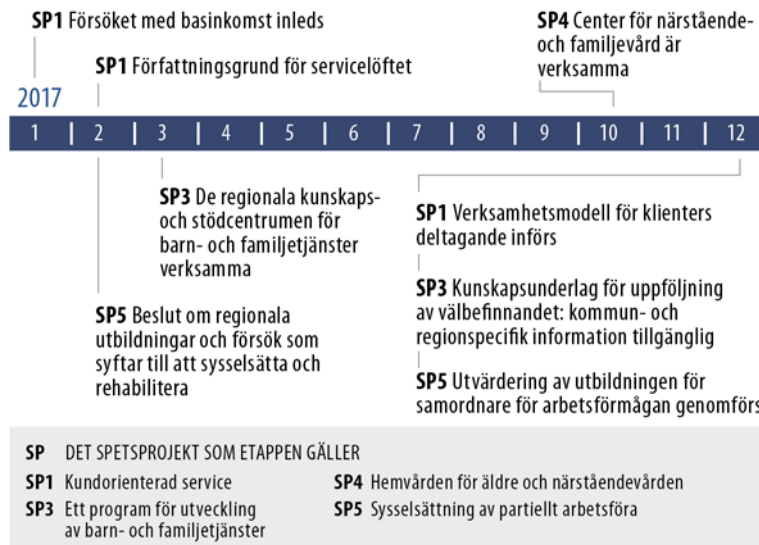 SP1 Försöket med basinkomst inleds
SP4 Center för närstående-
och familjevård är
verksamma
SP1 Författningsgrund för servicelöftet
2017
1 | 2 | 3 | 4 | 5 | 6 | 7 | 8 | 9 | 10 | 11 | 12
SP3 De regionala kunskaps-
och stödcentrumen för
barn- och familjetjänster
verksamma
SP5 Beslut om regionala
utbildningar och försök som
syftar till att sysselsätta och
rehabilitera
SP1 Verksamhetsmodell för klienters
deltagande införs
SP3 Kunskapsunderlag för uppföljning
av välbefinnandet: kommun- och
regionspecifik information tillgänglig
SP5 Utvärdering av utbildningen för
samordnare för arbetsförmågan genomförs
SP DET SPETSPROJEKT SOM ETAPPEN GÄLLER
SP1 Kundorienterad service
SP3 Ett program för utveckling
av barn- och familjetjänster
SP4 Hemvården för äldre och närståendevården
SP5 Sysselsättning av partiellt arbetsföra